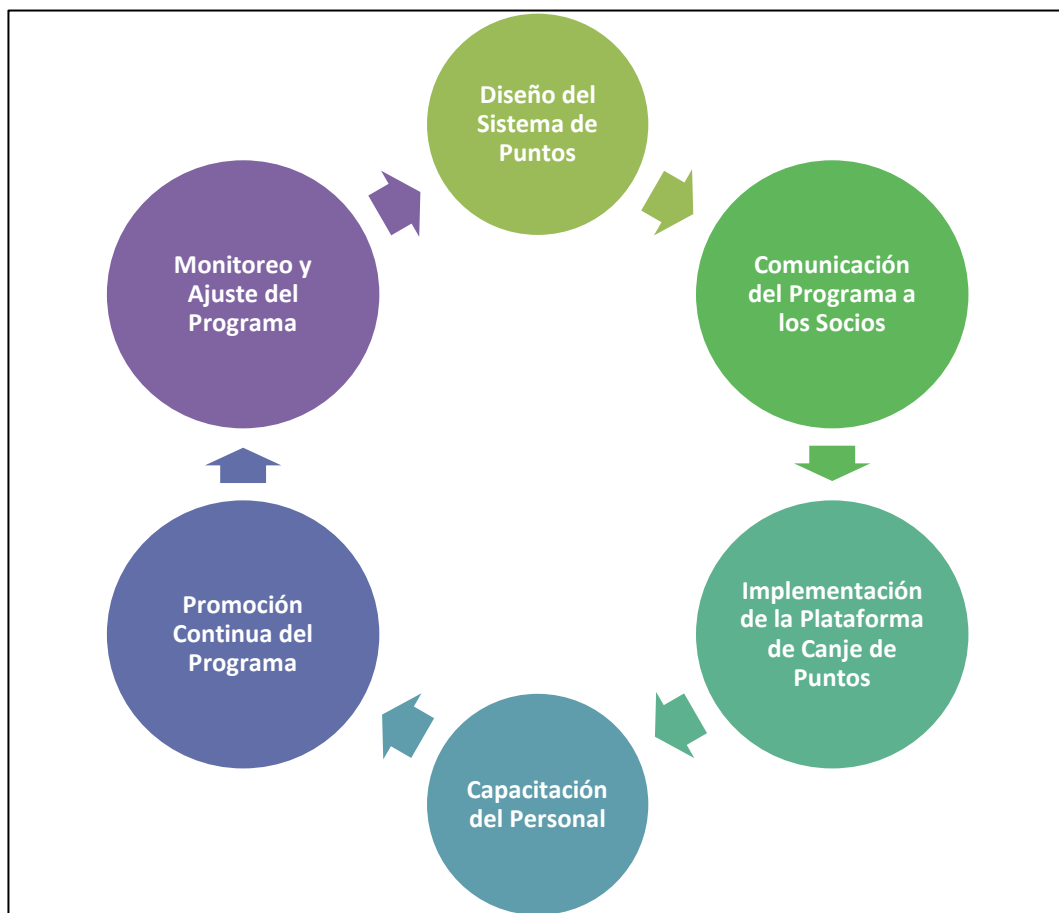 Diseño del
Sistema de
Puntos
Comunicación
del Programa a
los Socios
Implementación
de la Plataforma
de Canje de
Puntos
Capacitación
del Personal
Promoción
Continua del
Programa
Monitoreo y
Ajuste del
Programa